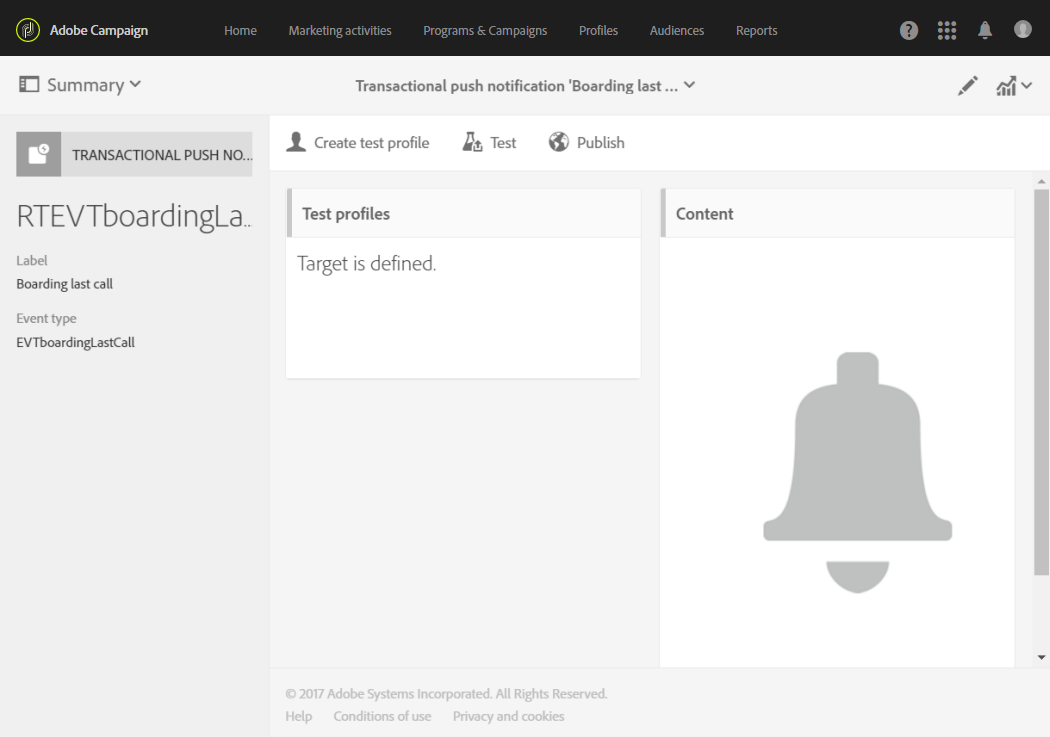 Adobe Campaign Home Marketing activities Programs & Campaigns Profiles Audiences Reports
Summary Transactional push notification 'Boarding last ...
TRANSACTIONAL PUSH NO...
Create test profile Test Publish
RTEVTboardingLa...
Label
Boarding last call
Event type
EVTboardingLastCall
Test profiles
Target is defined.
Content
© 2017 Adobe Systems Incorporated. All Rights Reserved.
Help Conditions of use Privacy and cookies